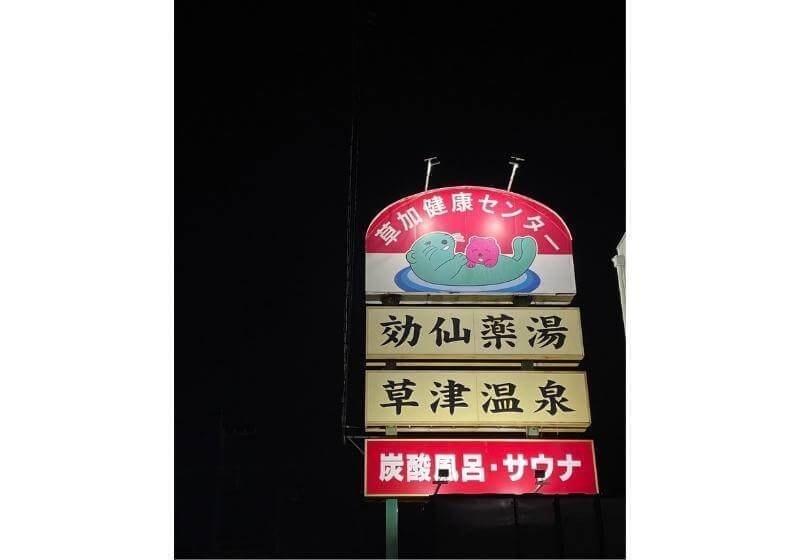 草加健康センター
効仙薬湯
草津温泉
炭酸風呂・サウナ